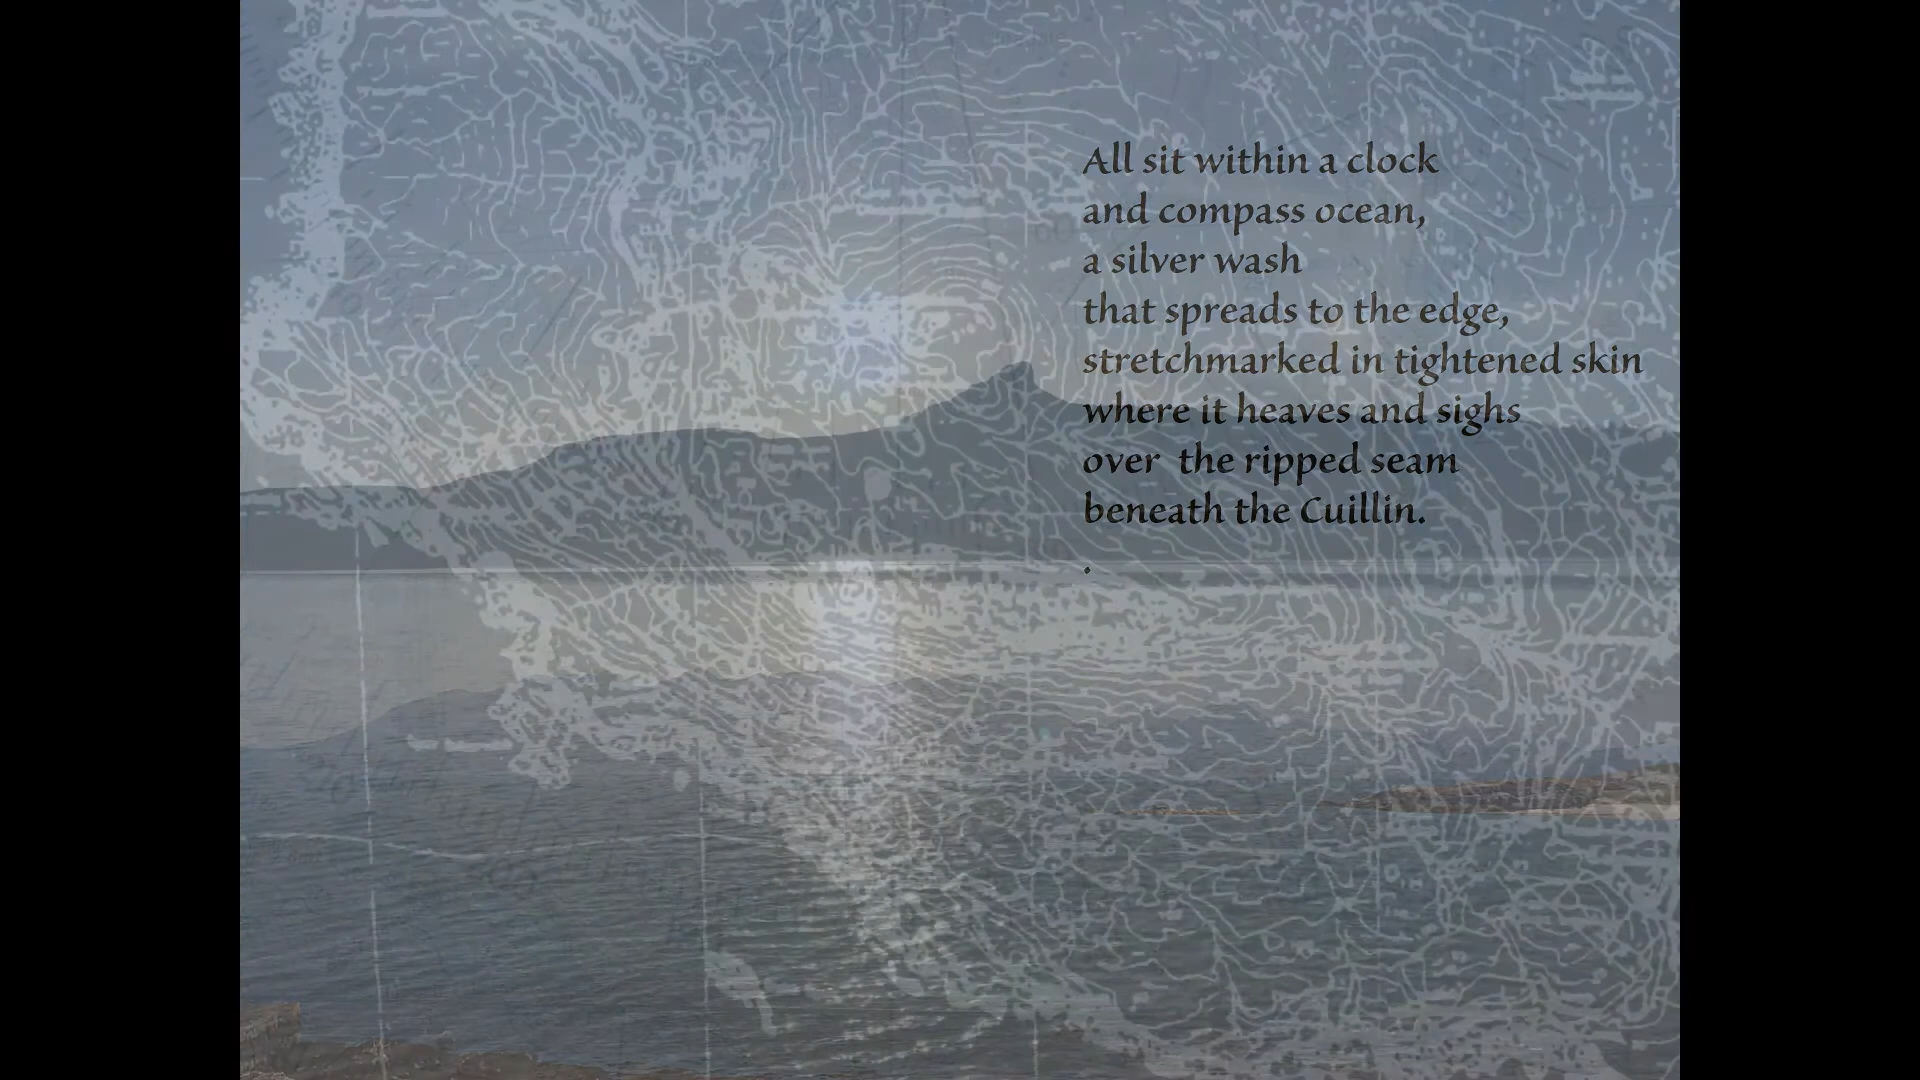 All sit within a clock
and compass ocean,
a silver wash
that spreads to the edge,
stretchmarked in tightened skin
where it heaves and sighs
over  the ripped seam
beneath the Cuillin.
.